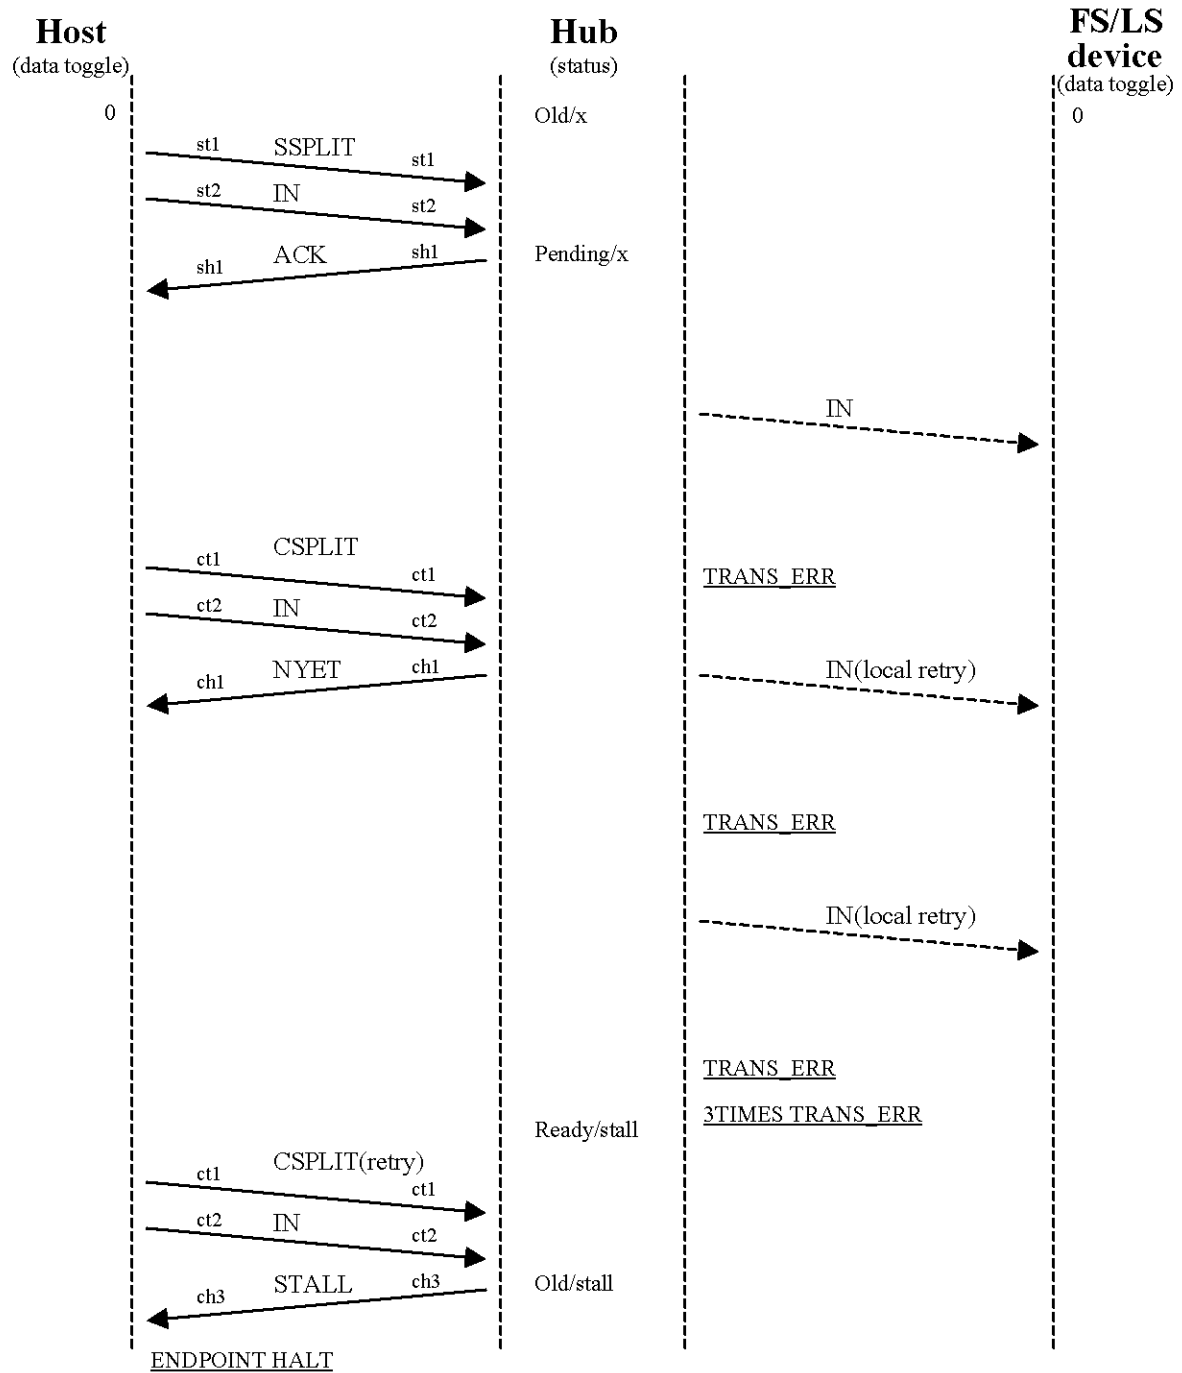 Host
(data toggle)
Hub
(status)
FS/LS
device
(data toggle)
0
Old/x
0
st1 SSPLIT st1
st2 IN st2
sh1 ACK sh1
Pending/x
IN
ct1 CSPLIT ct1
TRANS_ERR
ct2 IN ct2
ch1 NYET ch1
IN(local retry)
TRANS_ERR
IN(local retry)
TRANS_ERR
3TIMES TRANS_ERR
Ready/stall
ct1 CSPLIT(retry) ct1
ct2 IN ct2
ch3 STALL ch3
Old/stall
ENDPOINT HALT